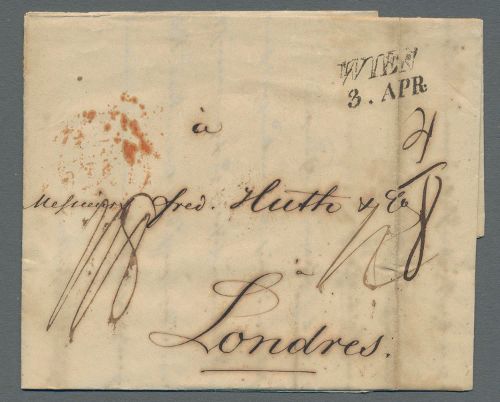 WIEN
3. APR.
à
Messieurs Fred. Huth & Co
à
Londres.